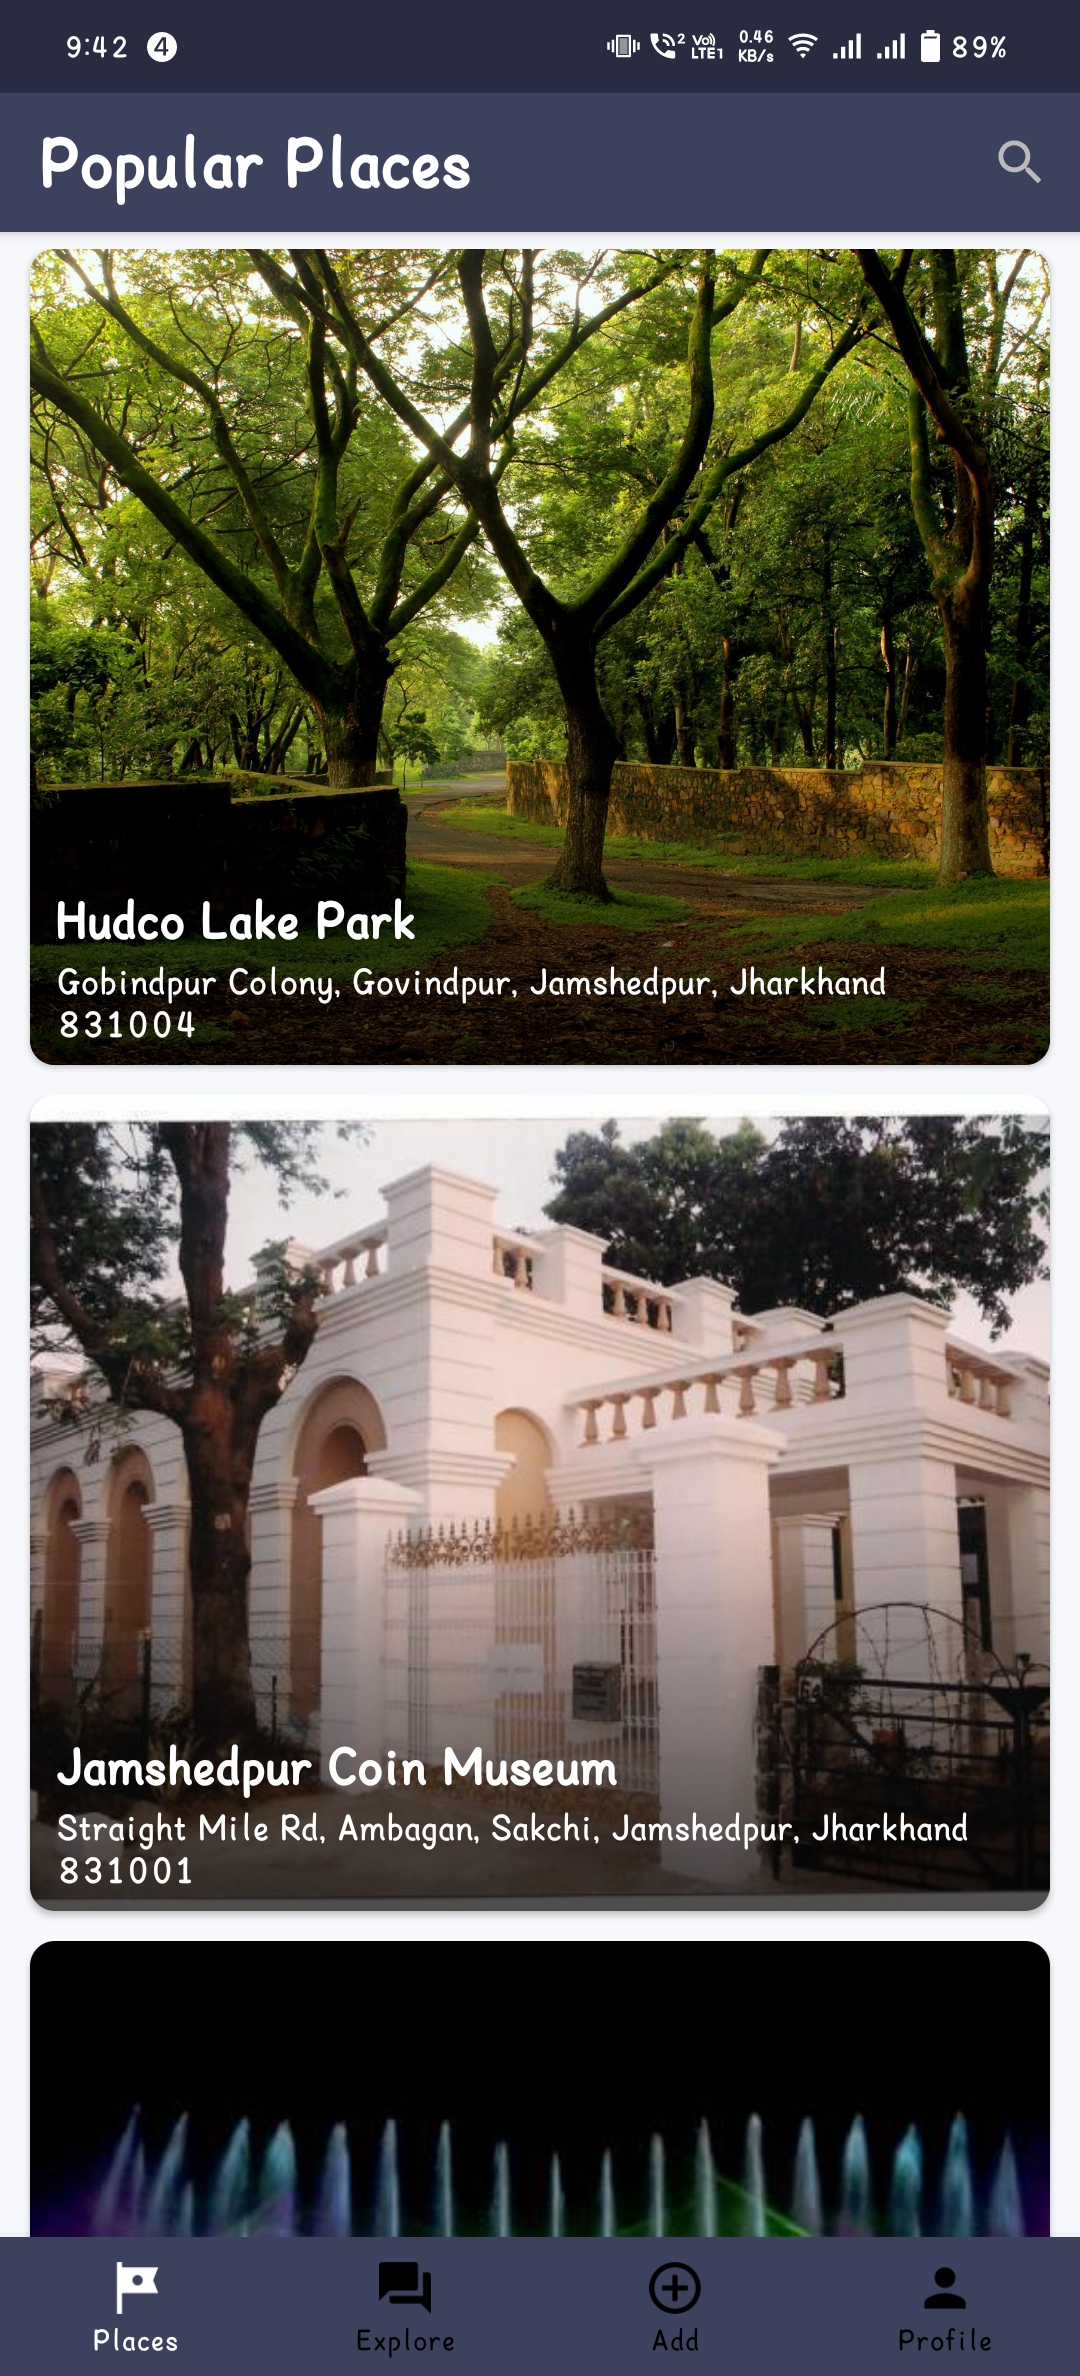 9:42 4 2 Vo) LTE1 0.46 KB/s 89%
Popular Places
Hudco Lake Park
Gobindpur Colony, Govindpur, Jamshedpur, Jharkhand
831004
Jamshedpur Coin Museum
Straight Mile Rd, Ambagan, Sakchi, Jamshedpur, Jharkhand
831001
Places Explore Add Profile